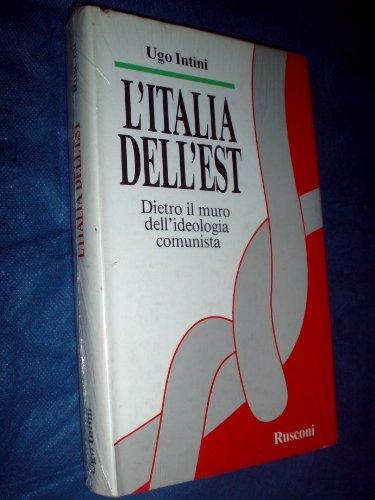 Ugo Intini
L'ITALIA
DELL'EST
Dietro il muro
dell'ideologia
comunista
Rusconi
Rusconi
L'ITALIA DELL'EST
Ugo Intini